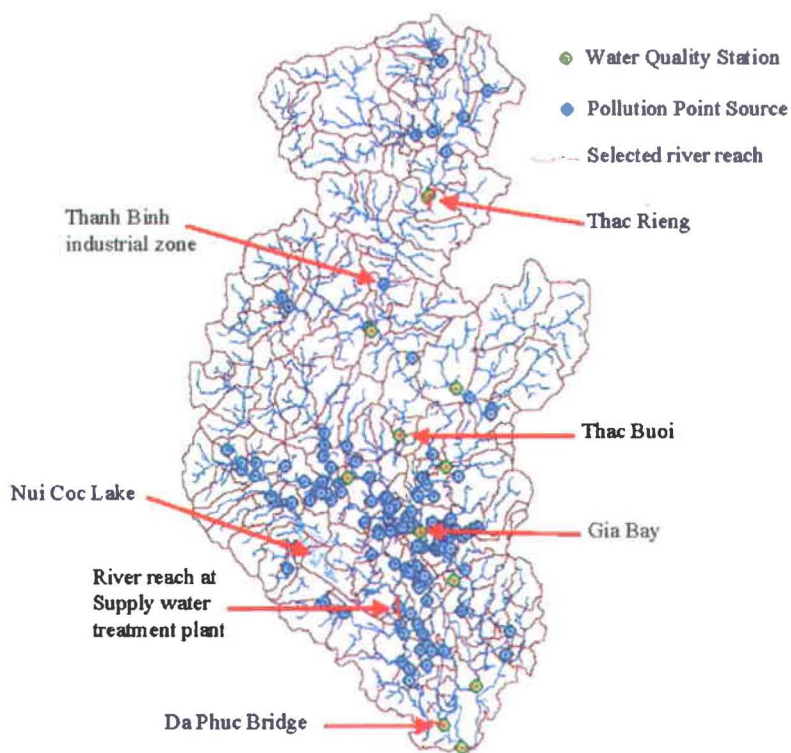 Water Quality Station
Pollution Point Source
Selected river reach
Thac Rieng
Thanh Binh
industrial zone
Thac Buoi
Nui Coc Lake
Gia Bay
River reach at
Supply water
treatment plant
Da Phuc Bridge